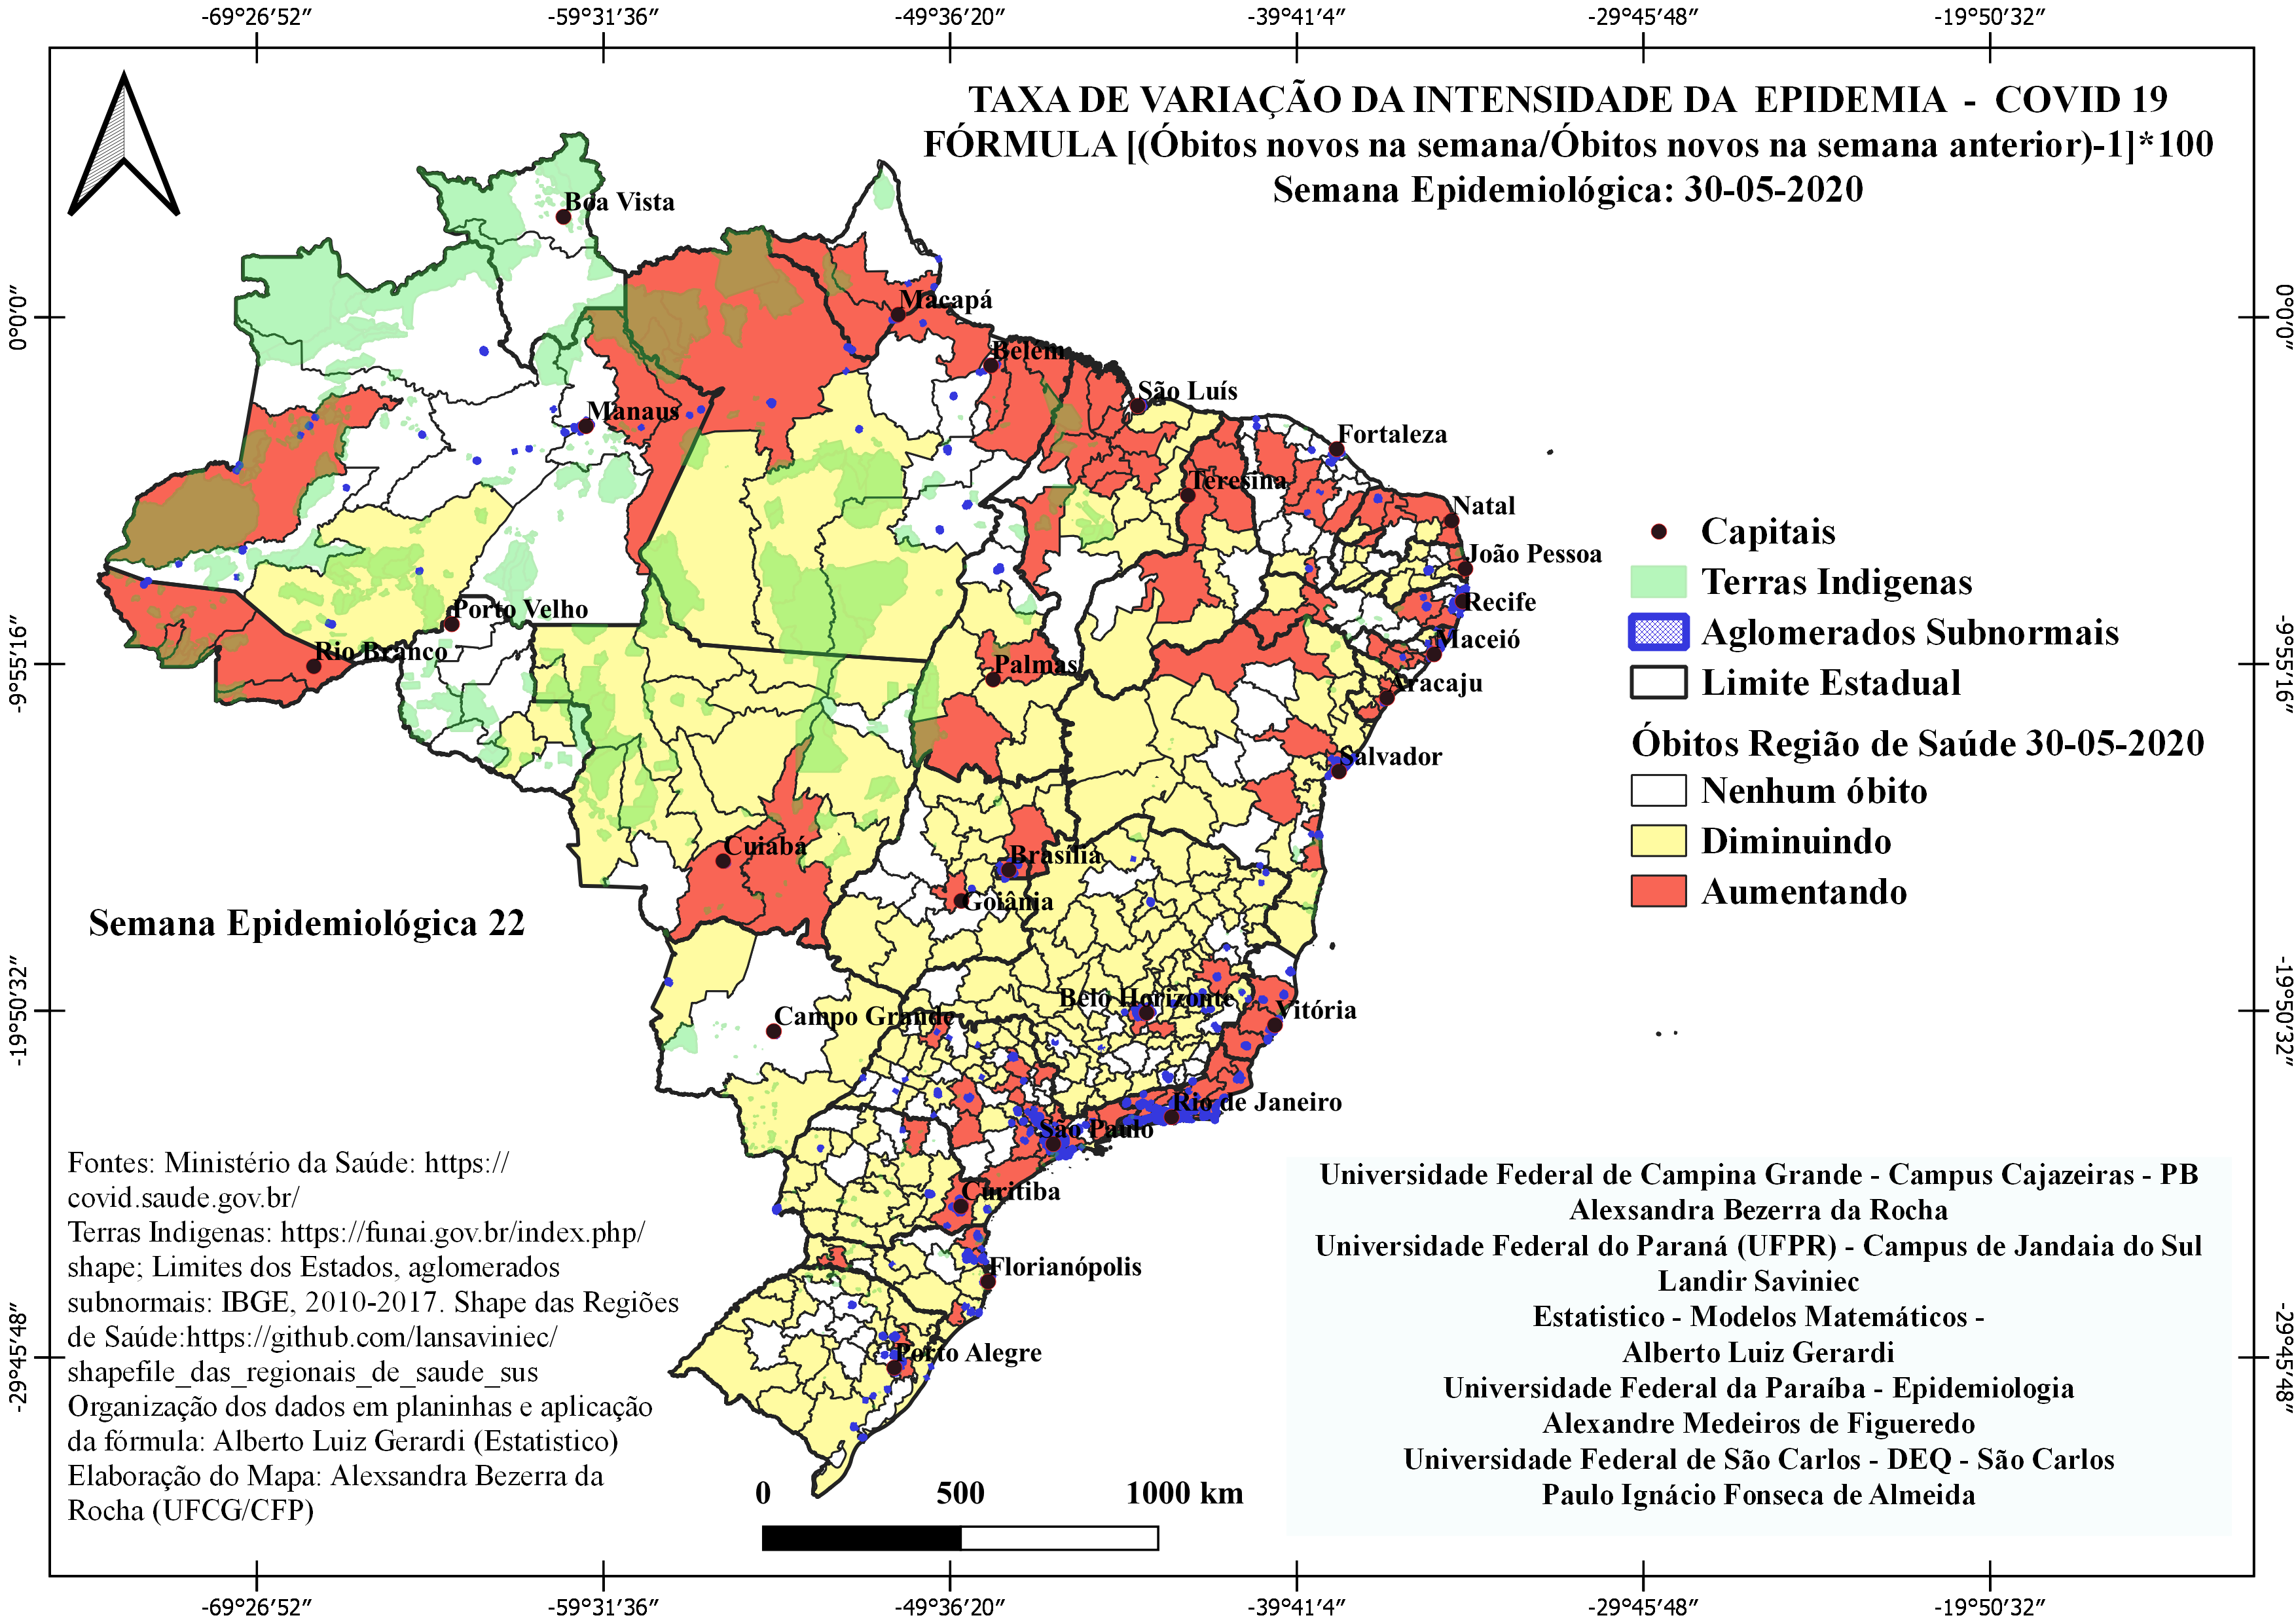 -69°26′52″ -59°31′36″ -49°36′20″ -39°41′4″ -29°45′48″ -19°50′32″
TAXA DE VARIAÇÃO DA INTENSIDADE DA EPIDEMIA - COVID 19
FÓRMULA [(Óbitos novos na semana/Óbitos novos na semana anterior)-1]*100
Semana Epidemiológica: 30-05-2020
0°0′0″
-9°55′16″
-19°50′32″
-29°45′48″
0°0′0″
-9°55′16″
-19°50′32″
-29°45′48″
Boa Vista
Macapá
Belém
São Luís
Manaus
Fortaleza
Teresina
Natal
João Pessoa
Porto Velho
Recife
Maceió
Rio Branco
Palmas
Aracaju
Salvador
Cuiabá
Brasília
Goiânia
Belo Horizonte
Vitória
Campo Grande
Rio de Janeiro
São Paulo
Curitiba
Florianópolis
Porto Alegre
Capitais
Terras Indigenas
Aglomerados Subnormais
Limite Estadual
Óbitos Região de Saúde 30-05-2020
Nenhum óbito
Diminuindo
Aumentando
Semana Epidemiológica 22
Fontes: Ministério da Saúde: https://
covid.saude.gov.br/
Terras Indigenas: https://funai.gov.br/index.php/
shape; Limites dos Estados, aglomerados
subnormais: IBGE, 2010-2017. Shape das Regiões
de Saúde:https://github.com/lansaviniec/
shapefile_das_regionais_de_saude_sus
Organização dos dados em planinhas e aplicação
da fórmula: Alberto Luiz Gerardi (Estatistico)
Elaboração do Mapa: Alexsandra Bezerra da
Rocha (UFCG/CFP)
0 500 1000 km
Universidade Federal de Campina Grande - Campus Cajazeiras - PB
Alexsandra Bezerra da Rocha
Universidade Federal do Paraná (UFPR) - Campus de Jandaia do Sul
Landir Saviniec
Estatistico - Modelos Matemáticos -
Alberto Luiz Gerardi
Universidade Federal da Paraíba - Epidemiologia
Alexandre Medeiros de Figueredo
Universidade Federal de São Carlos - DEQ - São Carlos
Paulo Ignácio Fonseca de Almeida
-69°26′52″ -59°31′36″ -49°36′20″ -39°41′4″ -29°45′48″ -19°50′32″